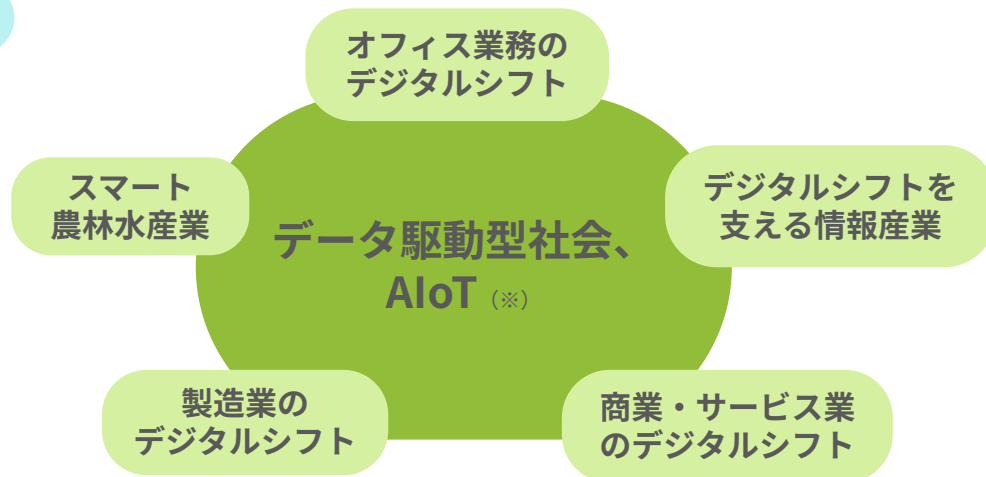 オフィス業務の
デジタルシフト
スマート
農林水産業
デジタルシフトを
支える情報産業
データ駆動型社会、
AIoT（※）
製造業の
デジタルシフト
商業・サービス業
のデジタルシフト